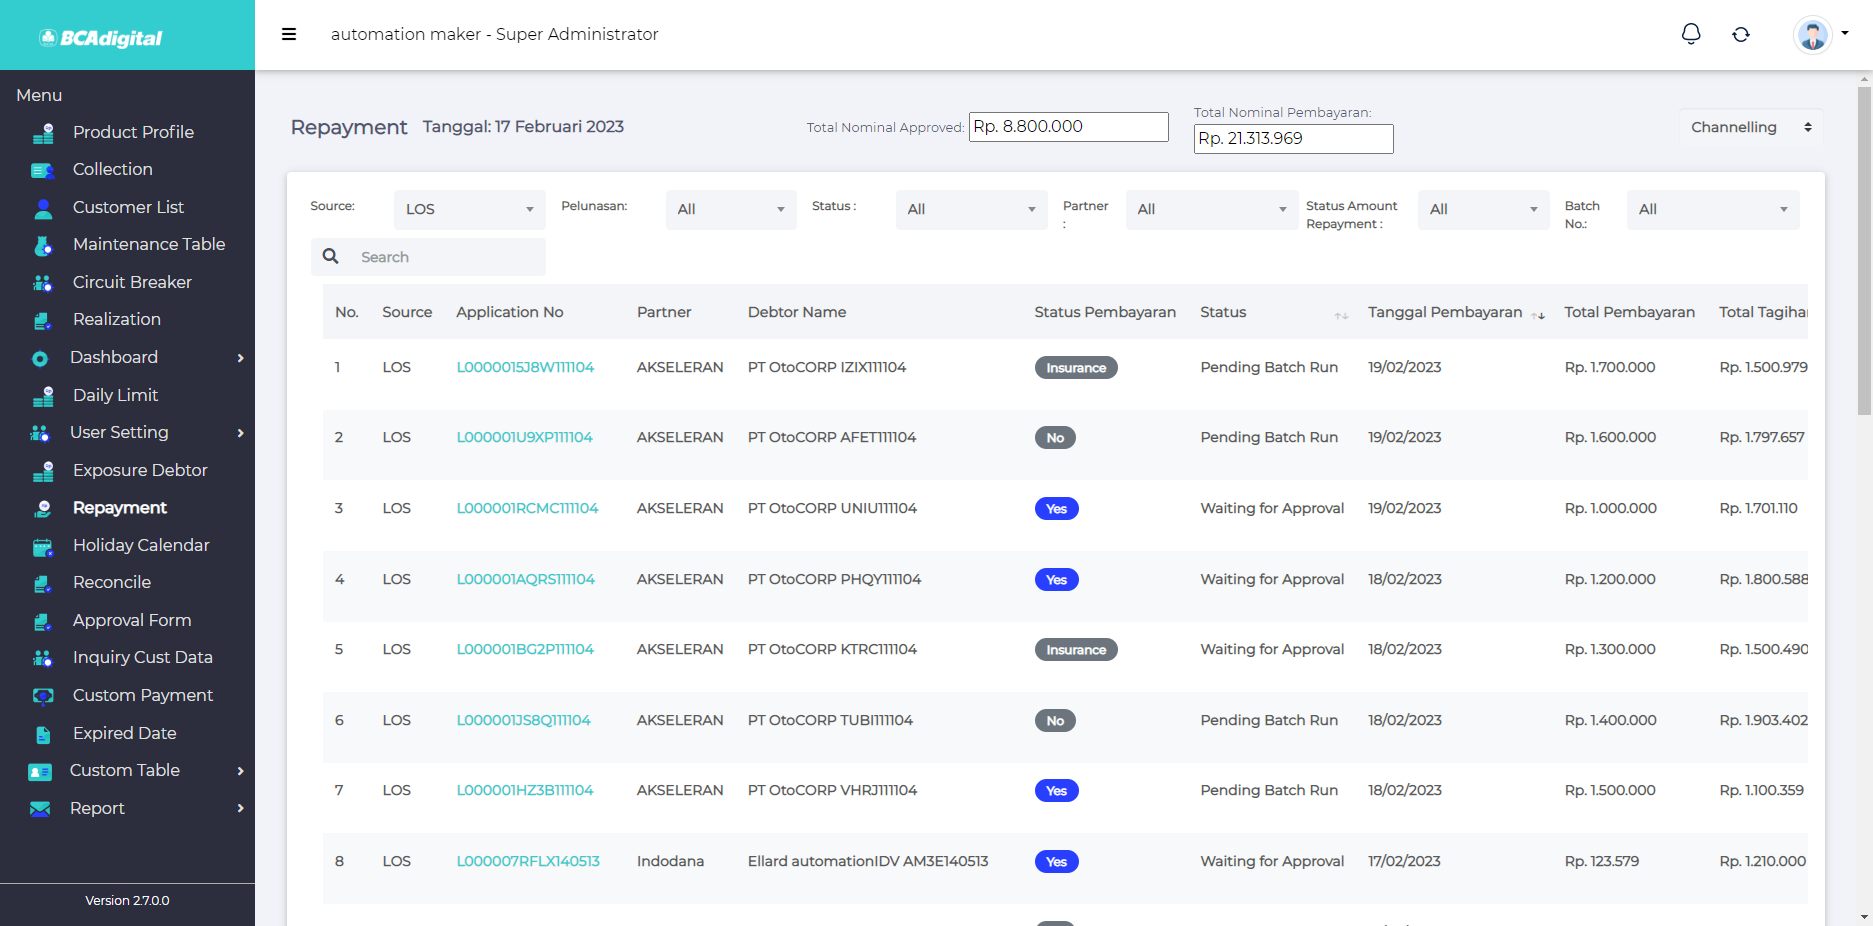 BCAdigital
automation maker - Super Administrator
Menu
Product Profile
Collection
Customer List
Maintenance Table
Circuit Breaker
Realization
Dashboard
Daily Limit
User Setting
Exposure Debtor
Repayment
Holiday Calendar
Reconcile
Approval Form
Inquiry Cust Data
Custom Payment
Expired Date
Custom Table
Report
Version 2.7.0.0
Repayment Tanggal: 17 Februari 2023
Total Nominal Approved: Rp. 8.800.000
Total Nominal Pembayaran:
Rp. 21.313.969
Channelling
Source: LOS Pelunasan: All Status : All Partner : All Status Amount Repayment : All Batch No.: All
Search
No. Source Application No Partner Debtor Name Status Pembayaran Status Tanggal Pembayaran Total Pembayaran Total Tagihan
1 LOS L0000015J8W111104 AKSELERAN PT OtoCORP IZIX111104 Insurance Pending Batch Run 19/02/2023 Rp. 1.700.000 Rp. 1.500.979
2 LOS L000001U9XP111104 AKSELERAN PT OtoCORP AFET111104 No Pending Batch Run 19/02/2023 Rp. 1.600.000 Rp. 1.797.657
3 LOS L000001RCMC111104 AKSELERAN PT OtoCORP UNIU111104 Yes Waiting for Approval 19/02/2023 Rp. 1.000.000 Rp. 1.701.110
4 LOS L000001AQRS111104 AKSELERAN PT OtoCORP PHQY111104 Yes Waiting for Approval 18/02/2023 Rp. 1.200.000 Rp. 1.800.588
5 LOS L000001BG2P111104 AKSELERAN PT OtoCORP KTRC111104 Insurance Waiting for Approval 18/02/2023 Rp. 1.300.000 Rp. 1.500.490
6 LOS L000001JS8Q111104 AKSELERAN PT OtoCORP TUBI111104 No Pending Batch Run 18/02/2023 Rp. 1.400.000 Rp. 1.903.402
7 LOS L000001HZ3B111104 AKSELERAN PT OtoCORP VHRJ111104 Yes Pending Batch Run 18/02/2023 Rp. 1.500.000 Rp. 1.100.359
8 LOS L000007RFLX140513 Indodana Ellard automationIDV AM3E140513 Yes Waiting for Approval 17/02/2023 Rp. 123.579 Rp. 1.210.000